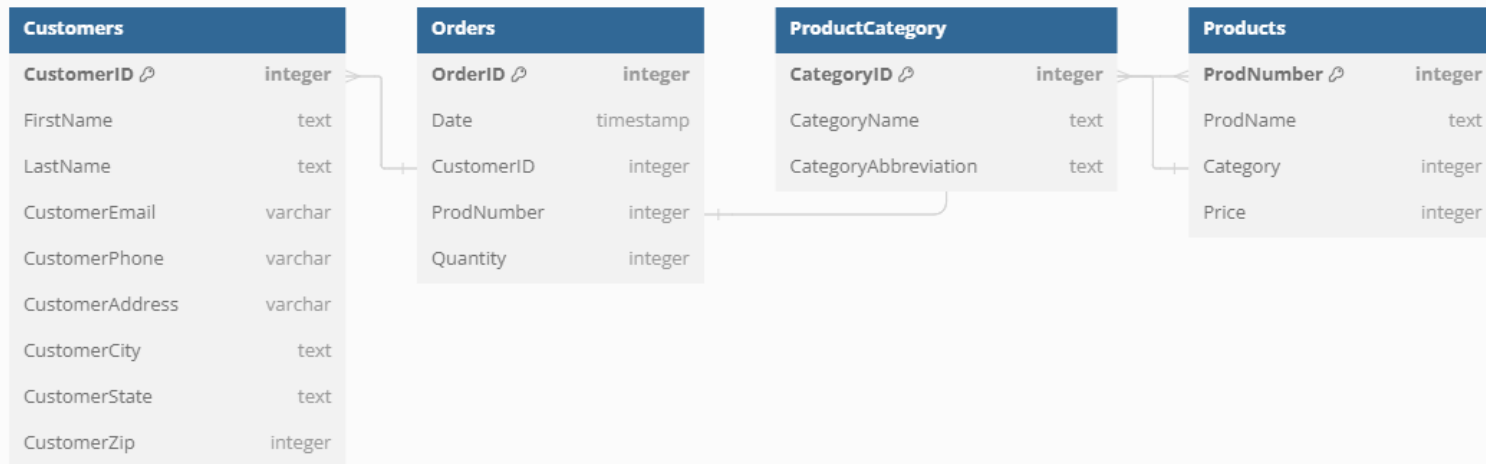 Customers
CustomerID integer
FirstName text
LastName text
CustomerEmail varchar
CustomerPhone varchar
CustomerAddress varchar
CustomerCity text
CustomerState text
CustomerZip integer
Orders
OrderID integer
Date timestamp
CustomerID integer
ProdNumber integer
Quantity integer
ProductCategory
CategoryID integer
CategoryName text
CategoryAbbreviation text
Products
ProdNumber integer
ProdName text
Category integer
Price integer